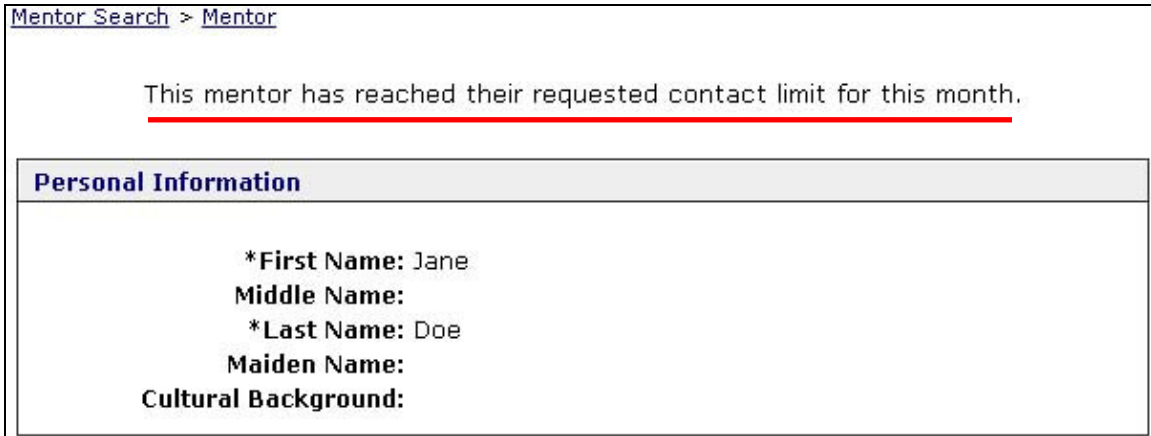 Mentor Search > Mentor
This mentor has reached their requested contact limit for this month.
Personal Information
*First Name: Jane
Middle Name:
*Last Name: Doe
Maiden Name:
Cultural Background: